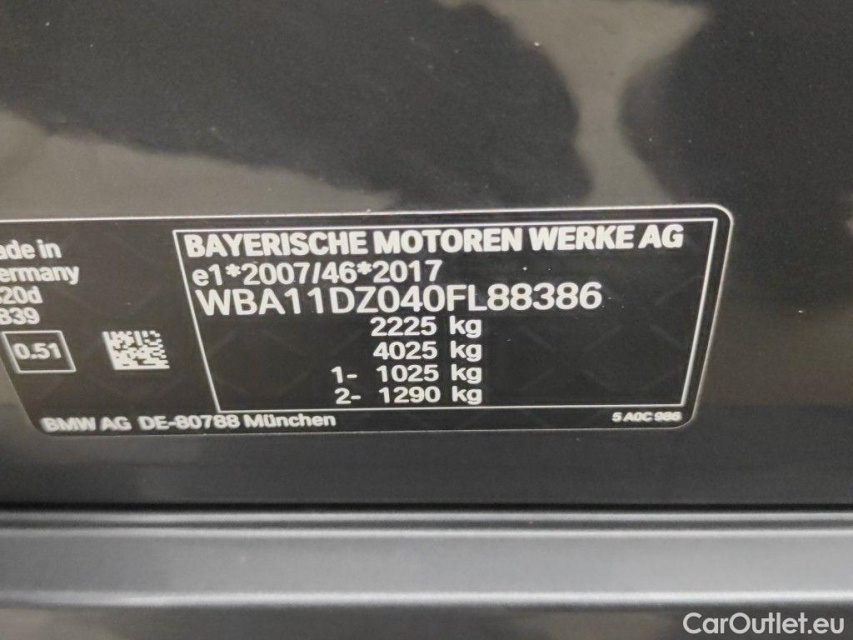 BAYERISCHE MOTOREN WERKE AG
e1*2007/46*2017
WBA11DZ040FL88386
2225 kg
4025 kg
1- 1025 kg
2- 1290 kg
ade in
ermany
20d
839
0.51
BMW AG DE-80788 München
5 A0C 986
CarOutlet.eu